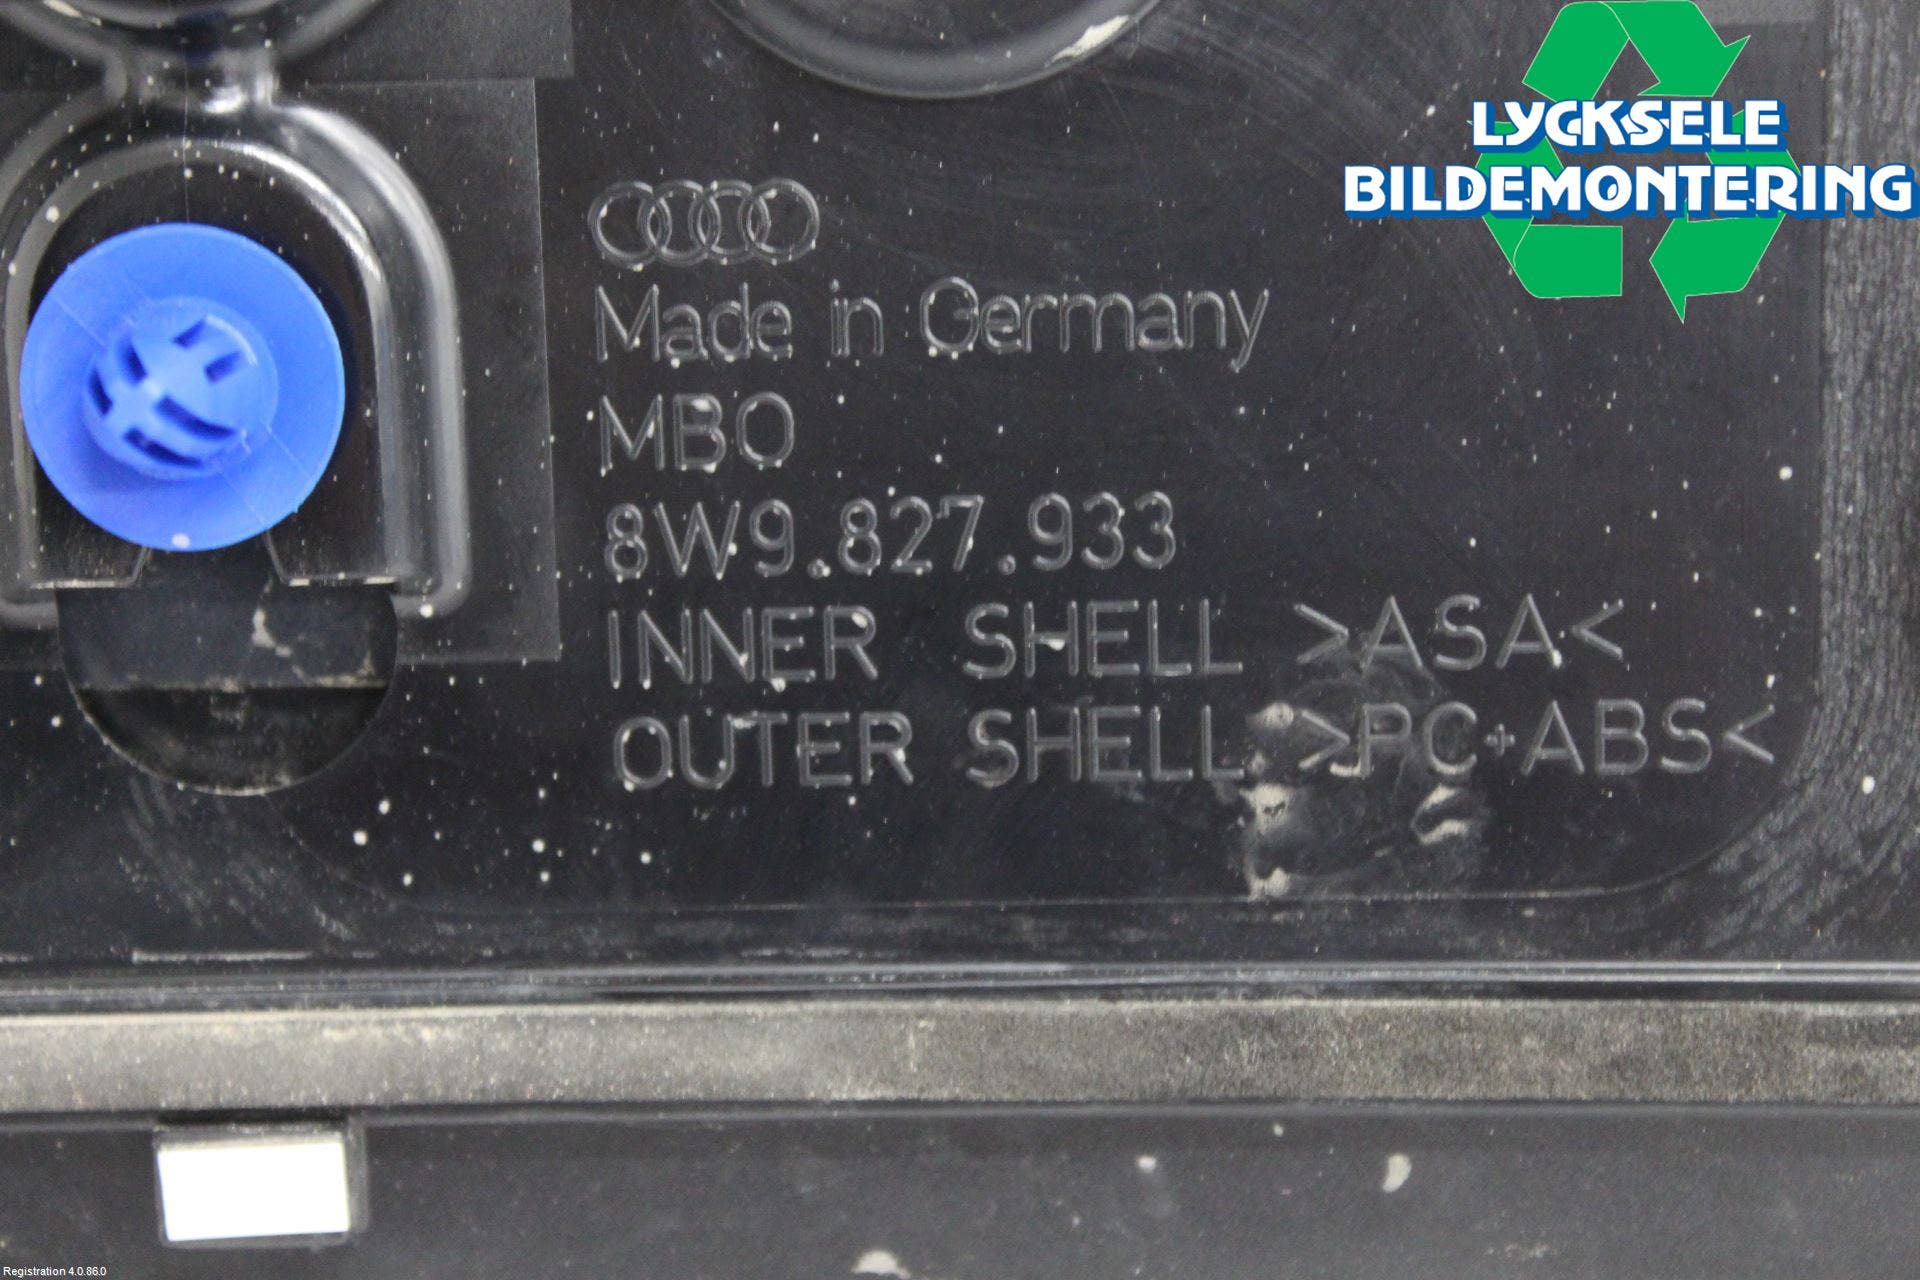 LYCKSELE
BILDEMONTERING
Made in Germany
MBO
8W9.827.933
INNER SHELL >ASA<
OUTER SHELL >PC+ABS<
Registration 4.0.86.0